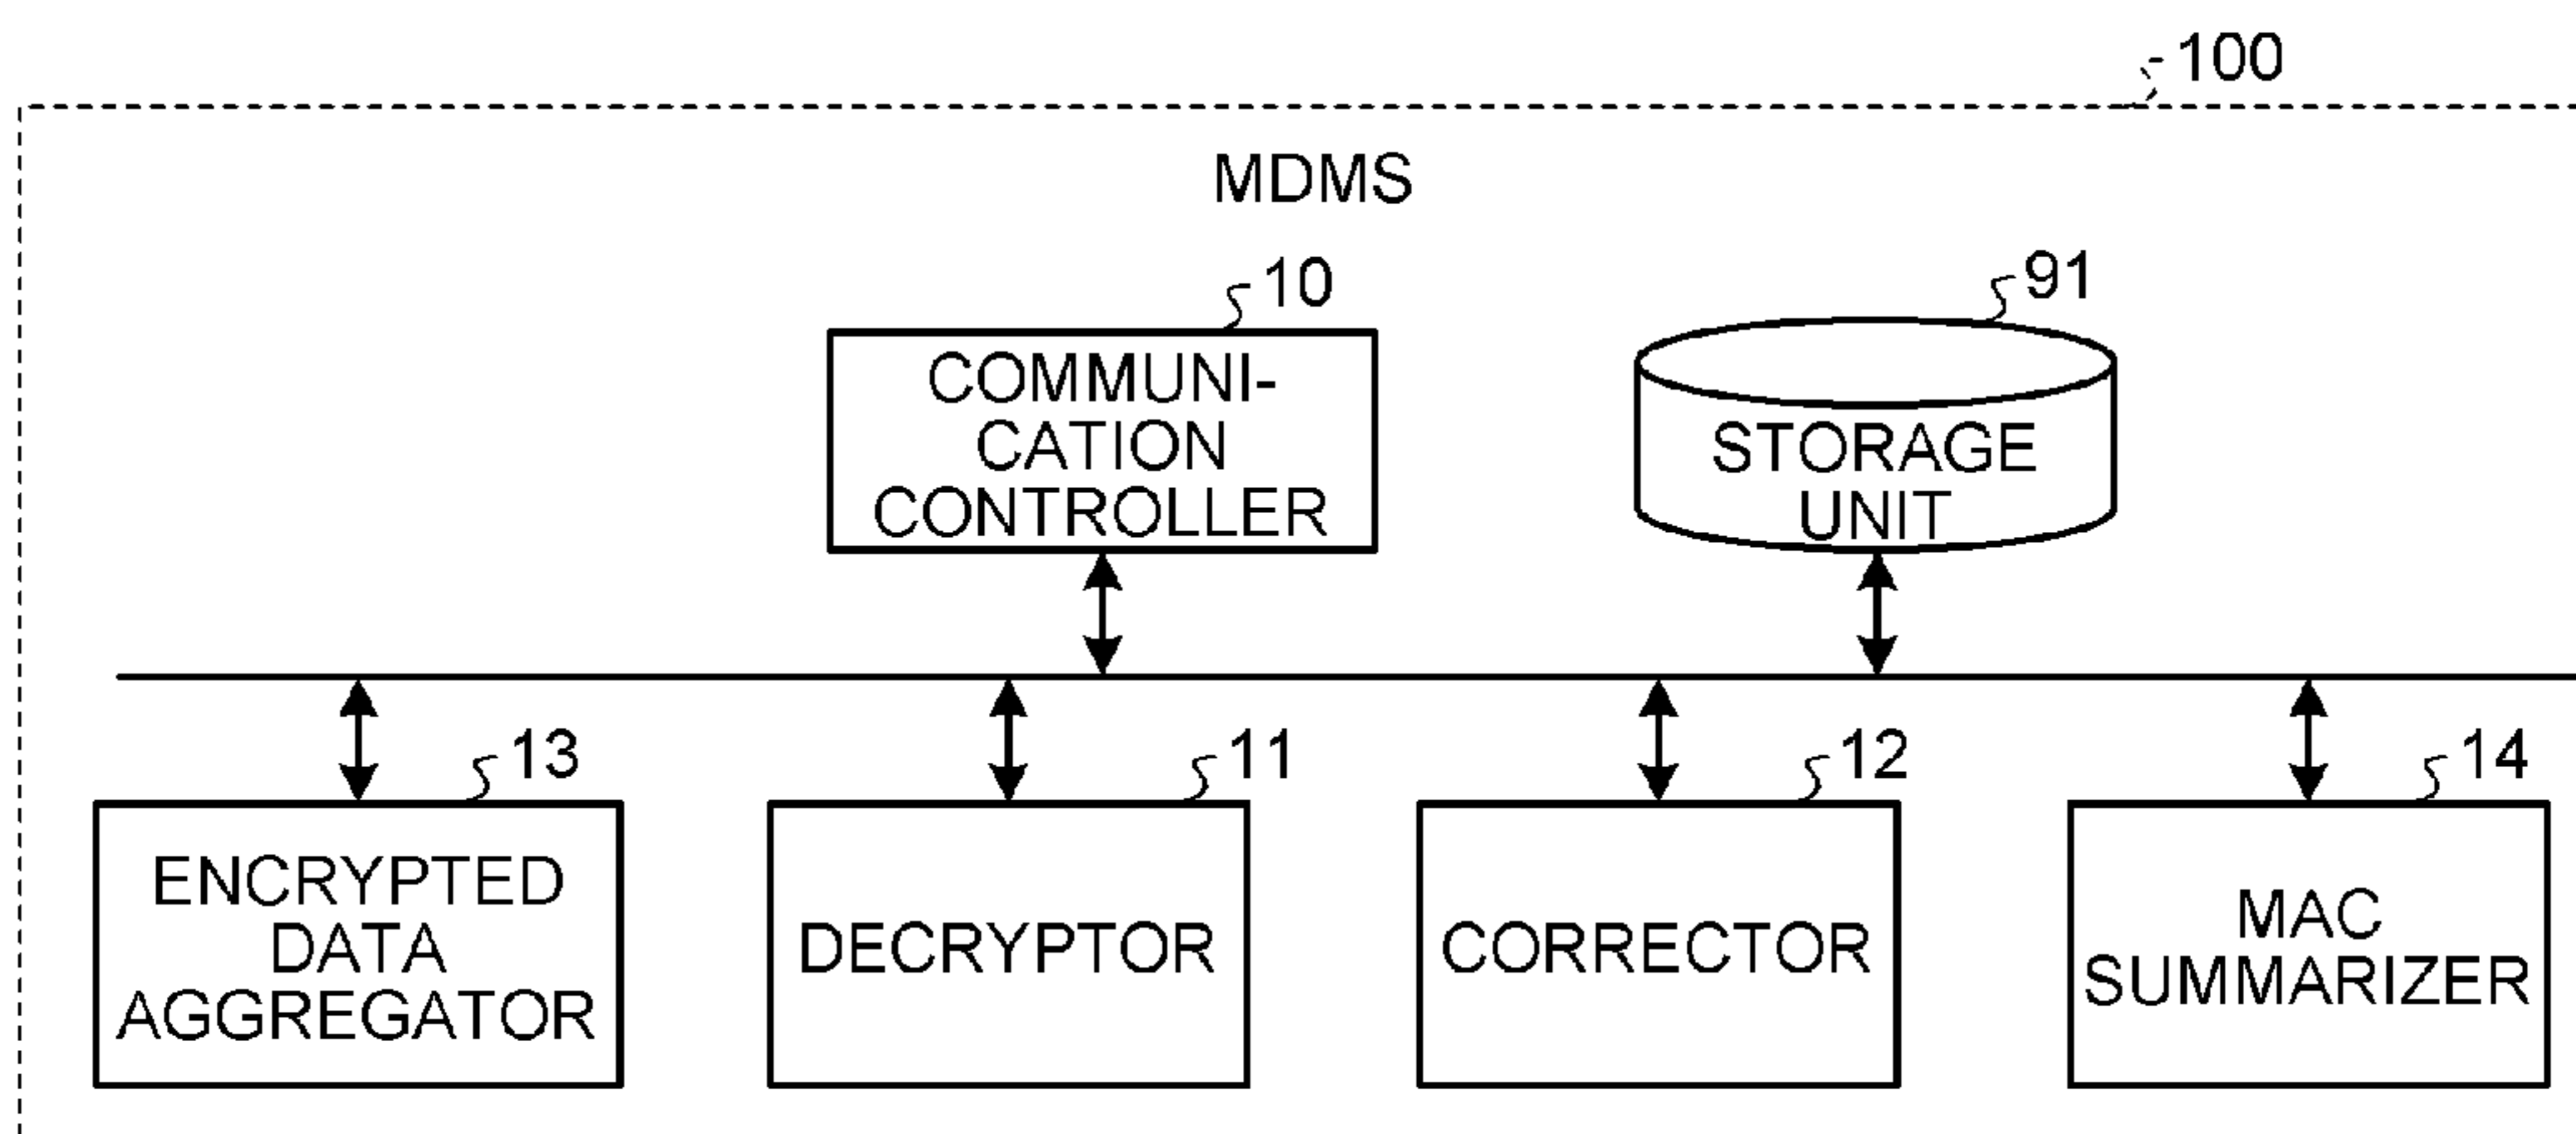 100
MDMS
10
COMMUNI-
CATION
CONTROLLER
91
STORAGE
UNIT
13
ENCRYPTED
DATA
AGGREGATOR
11
DECRYPTOR
12
CORRECTOR
14
MAC
SUMMARIZER